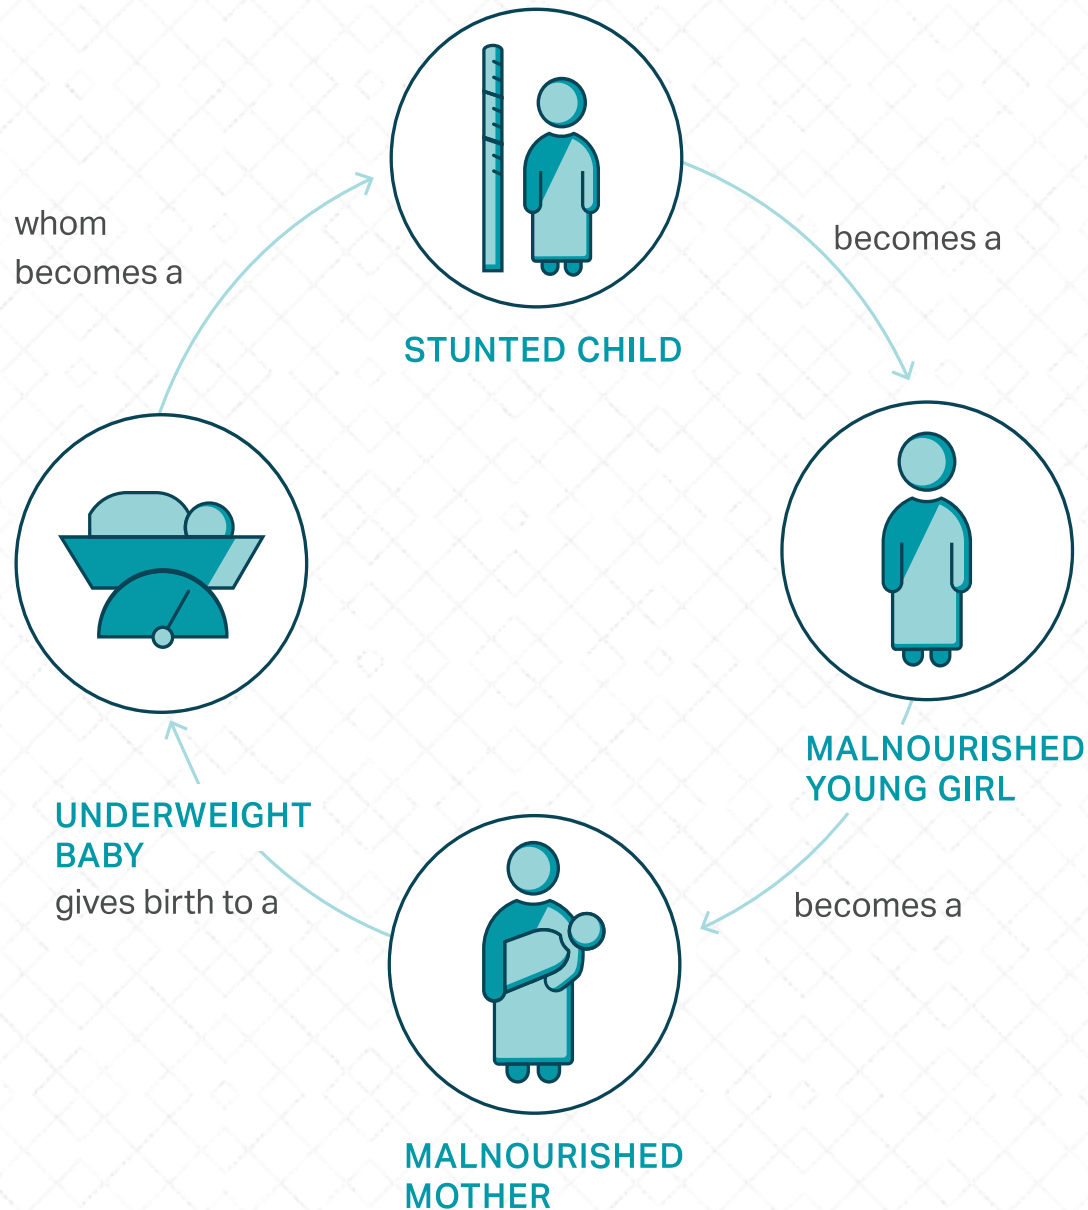 STUNTED CHILD
becomes a
MALNOURISHED
YOUNG GIRL
becomes a
MALNOURISHED
MOTHER
gives birth to a
UNDERWEIGHT
BABY
whom
becomes a